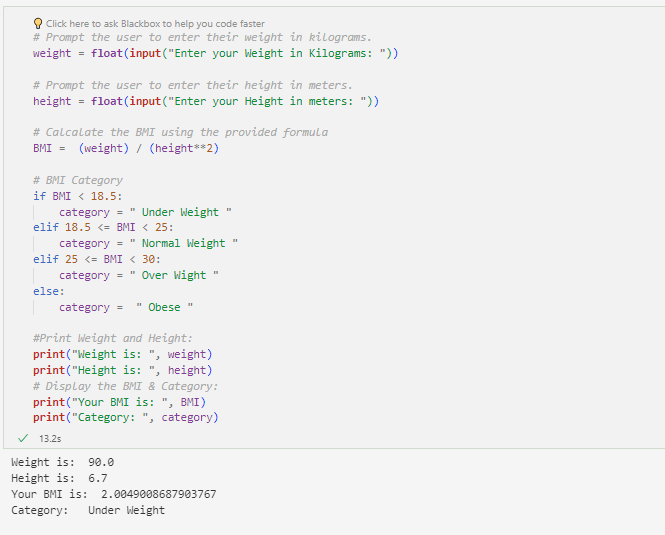 Click here to ask Blackbox to help you code faster
# Prompt the user to enter their weight in kilograms.
weight = float(input("Enter your Weight in Kilograms: "))
# Prompt the user to enter their height in meters.
height = float(input("Enter your Height in meters: "))
# Calcalate the BMI using the provided formula
BMI =  (weight) / (height**2)
# BMI Category
if BMI < 18.5:
    category = " Under Weight "
elif 18.5 <= BMI < 25:
    category = " Normal Weight "
elif 25 <= BMI < 30:
    category = " Over Wight "
else:
    category =  " Obese "
#Print Weight and Height:
print("Weight is: ", weight)
print("Height is: ", height)
# Display the BMI & Category:
print("Your BMI is: ", BMI)
print("Category: ", category)
13.2s
Weight is:  90.0
Height is:  6.7
Your BMI is:  2.0049008687903767
Category:   Under Weight